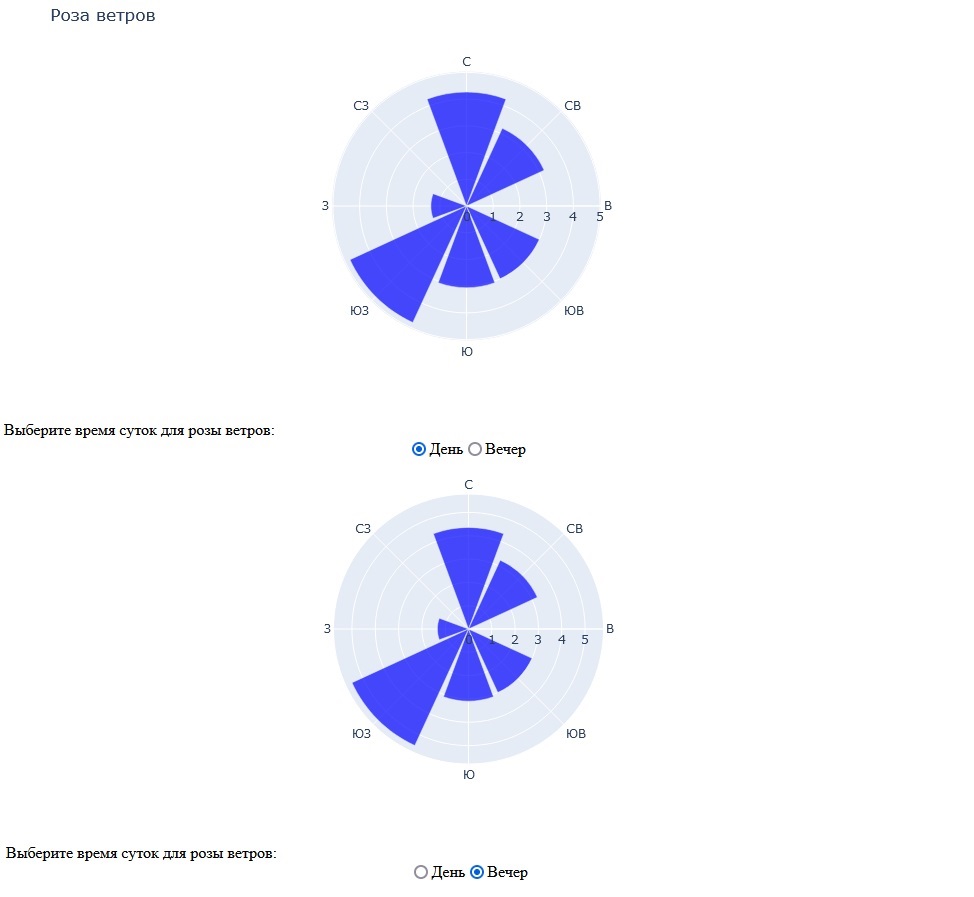 Роза ветров
С
СЗ СВ
З 0 1 2 3 4 5 В
ЮЗ ЮВ
Ю
Выберите время суток для розы ветров:
День Вечер
С
СЗ СВ
З 0 1 2 3 4 5 В
ЮЗ ЮВ
Ю
Выберите время суток для розы ветров:
День Вечер